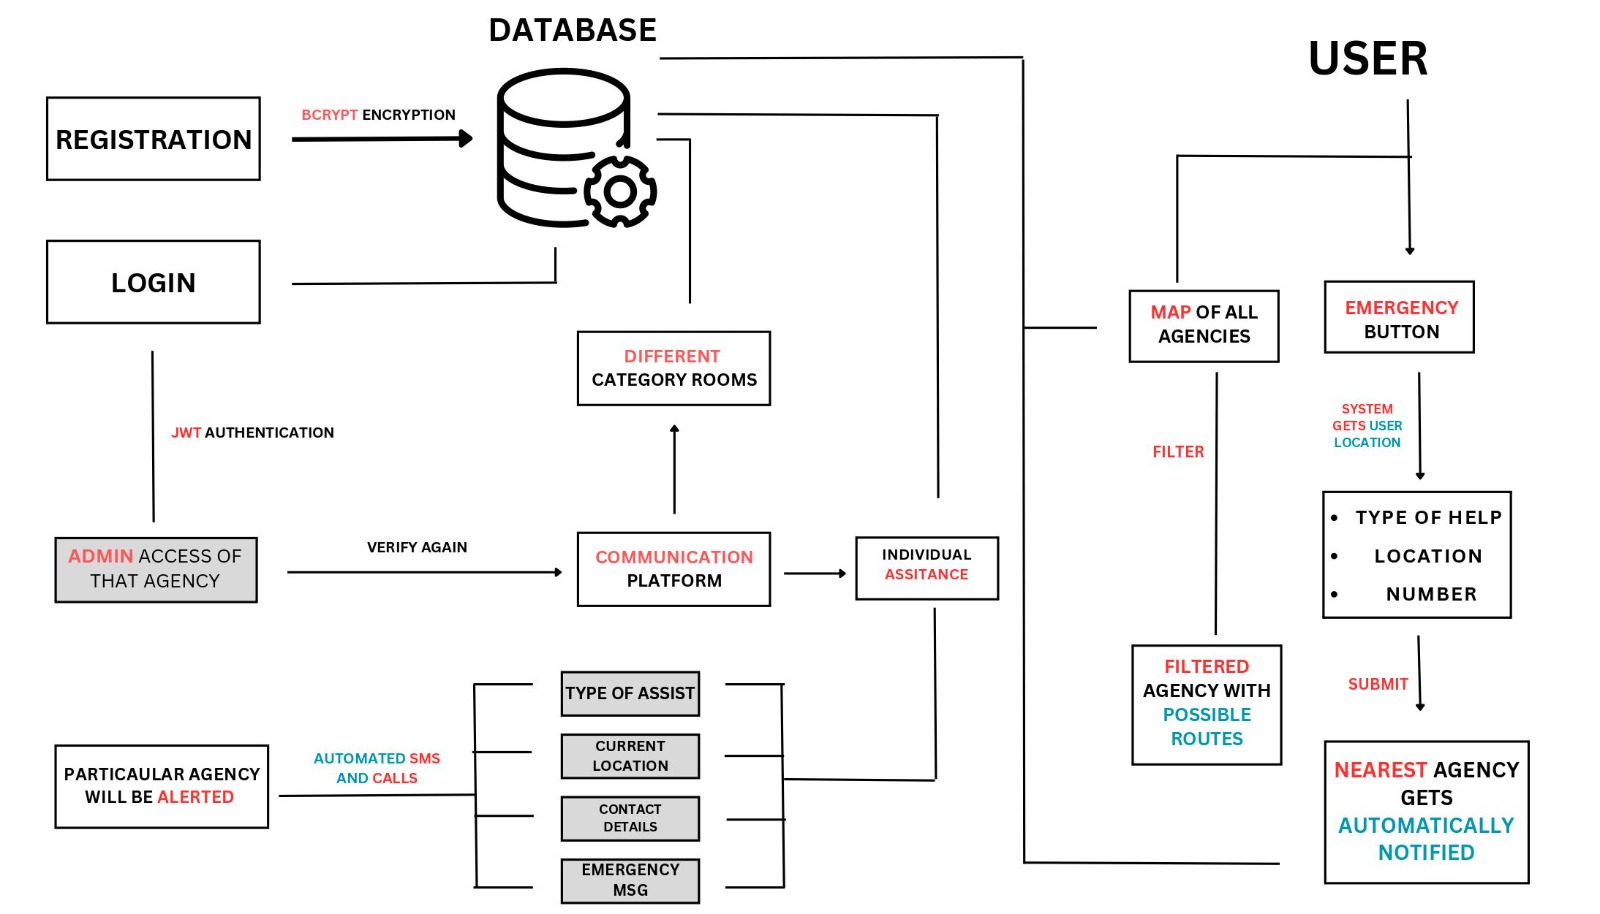 DATABASE
USER
REGISTRATION
BCRYPT ENCRYPTION
LOGIN
MAP OF ALL
AGENCIES
EMERGENCY
BUTTON
DIFFERENT
CATEGORY ROOMS
JWT AUTHENTICATION
FILTER
SYSTEM
GETS USER
LOCATION
ADMIN ACCESS OF
THAT AGENCY
VERIFY AGAIN
COMMUNICATION
PLATFORM
INDIVIDUAL
ASSITANCE
• TYPE OF HELP
• LOCATION
• NUMBER
FILTERED
AGENCY WITH
POSSIBLE
ROUTES
SUBMIT
TYPE OF ASSIST
CURRENT
LOCATION
CONTACT
DETAILS
EMERGENCY
MSG
AUTOMATED SMS
AND CALLS
PARTICAULAR AGENCY
WILL BE ALERTED
NEAREST AGENCY
GETS
AUTOMATICALLY
NOTIFIED